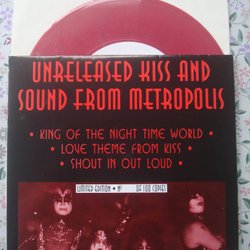 UNRELEASED KISS AND
SOUND FROM METROPOLIS
• KING OF THE NIGHT TIME WORLD •
• LOVE THEME FROM KISS •
• SHOUT IN OUT LOUD •
LIMITED EDITION • Nº OF 100 COPIES